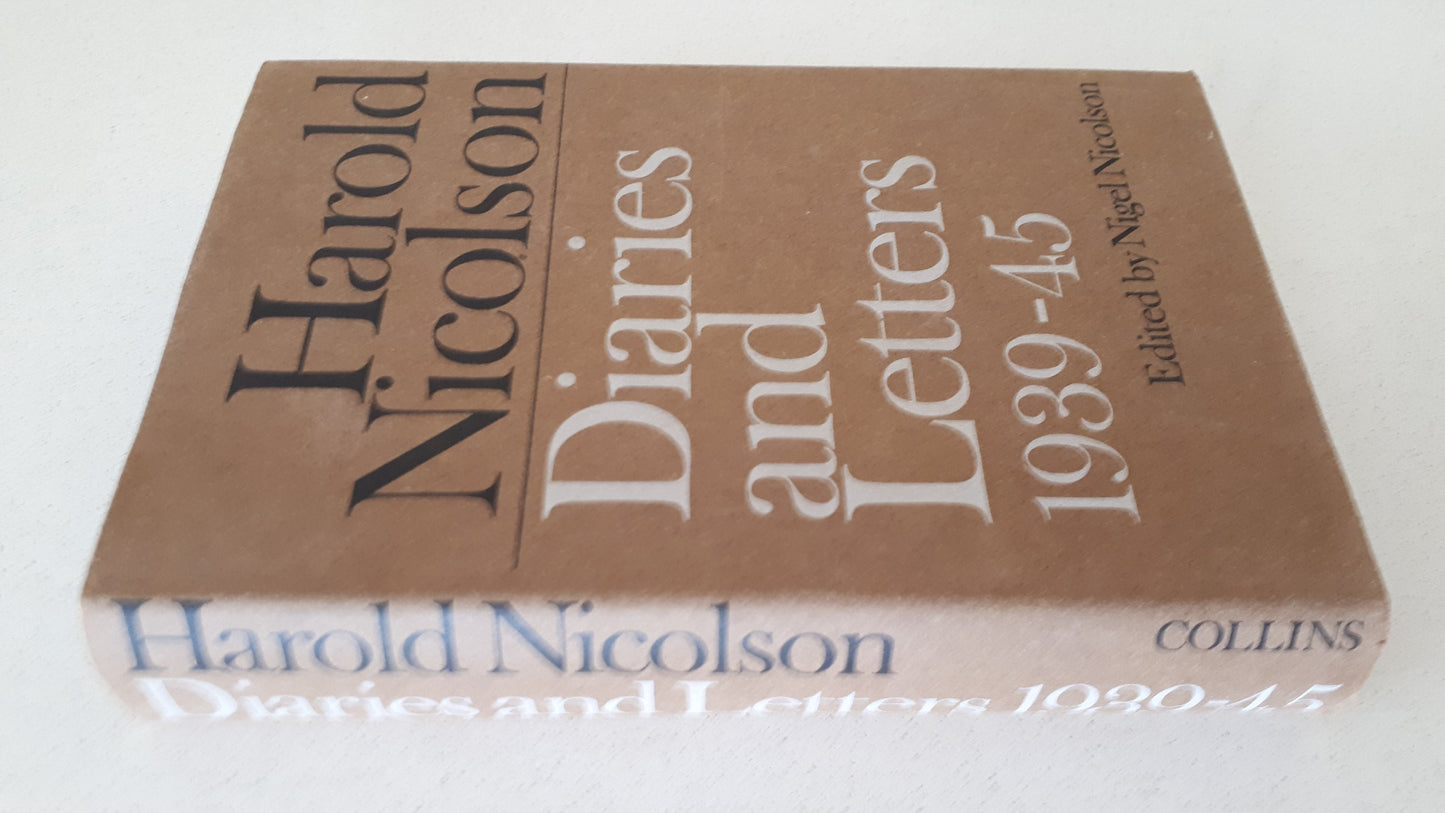 Harold
Nicolson
Diaries
and
Letters
1939-45
Edited by Nigel Nicolson
Harold Nicolson
COLLINS
Diaries and Letters 1939-45